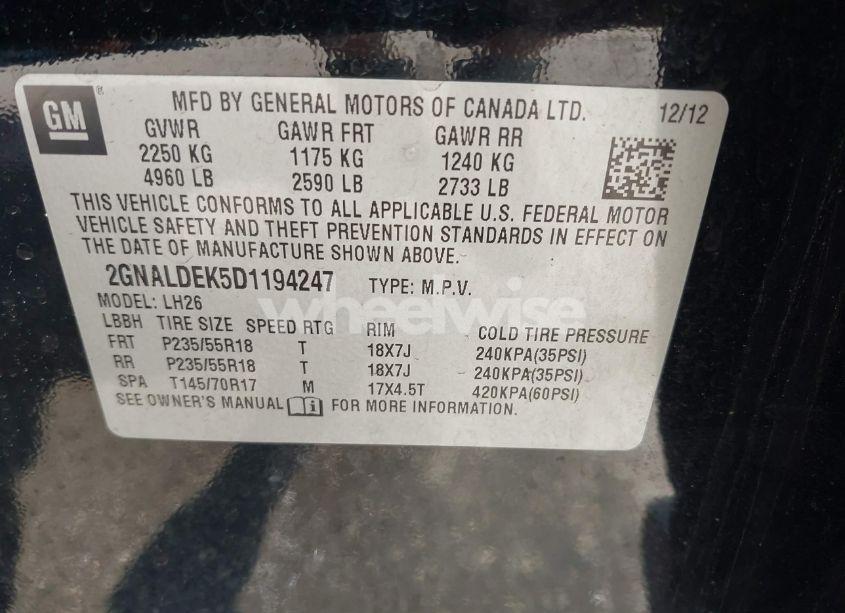 GM ®
MFD BY GENERAL MOTORS OF CANADA LTD. 12/12
GVWR GAWR FRT GAWR RR
2250 KG 1175 KG 1240 KG
4960 LB 2590 LB 2733 LB
THIS VEHICLE CONFORMS TO ALL APPLICABLE U.S. FEDERAL MOTOR
VEHICLE SAFETY AND THEFT PREVENTION STANDARDS IN EFFECT ON
THE DATE OF MANUFACTURE SHOWN ABOVE.
2GNALDEK5D1194247 TYPE: M.P.V.
MODEL: LH26
wheelwise
LBBH TIRE SIZE SPEED RTG RIM COLD TIRE PRESSURE
FRT P235/55R18 T 18X7J 240KPA(35PSI)
RR P235/55R18 T 18X7J 240KPA(35PSI)
SPA T145/70R17 M 17X4.5T 420KPA(60PSI)
SEE OWNER'S MANUAL FOR MORE INFORMATION.